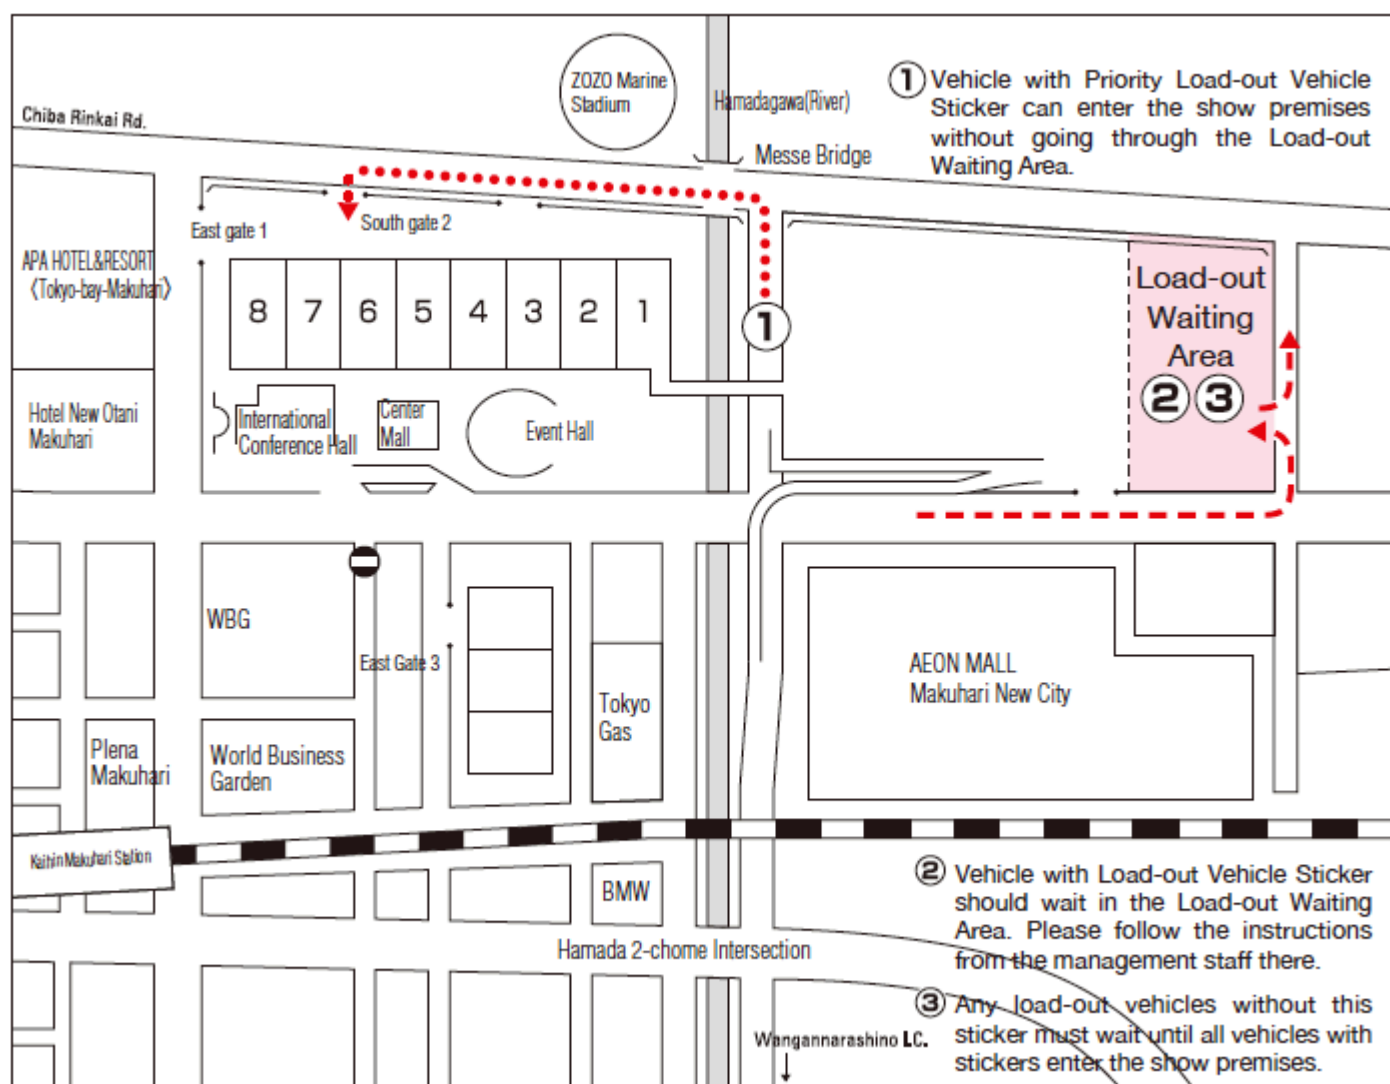 ZOZO Marine
Stadium
Hamadagawa(River)
① Vehicle with Priority Load-out Vehicle
Sticker can enter the show premises
without going through the Load-out
Waiting Area.
Chiba Rinkai Rd.
Messe Bridge
East gate 1
South gate 2
APA HOTEL&RESORT
〈Tokyo-bay-Makuhari〉
Load-out
Waiting
Area
② ③
8 7 6 5 4 3 2 1
①
Hotel New Otani
Makuhari
International
Conference Hall
Center
Mall
Event Hall
WBG
East Gate 3
AEON MALL
Makuhari New City
Tokyo
Gas
Plena
Makuhari
World Business
Garden
Kaihin Makuhari Station
BMW
② Vehicle with Load-out Vehicle Sticker
should wait in the Load-out Waiting
Area. Please follow the instructions
from the management staff there.
Hamada 2-chome Intersection
③ Any load-out vehicles without this
sticker must wait until all vehicles with
stickers enter the show premises.
Wangannarashino I.C.